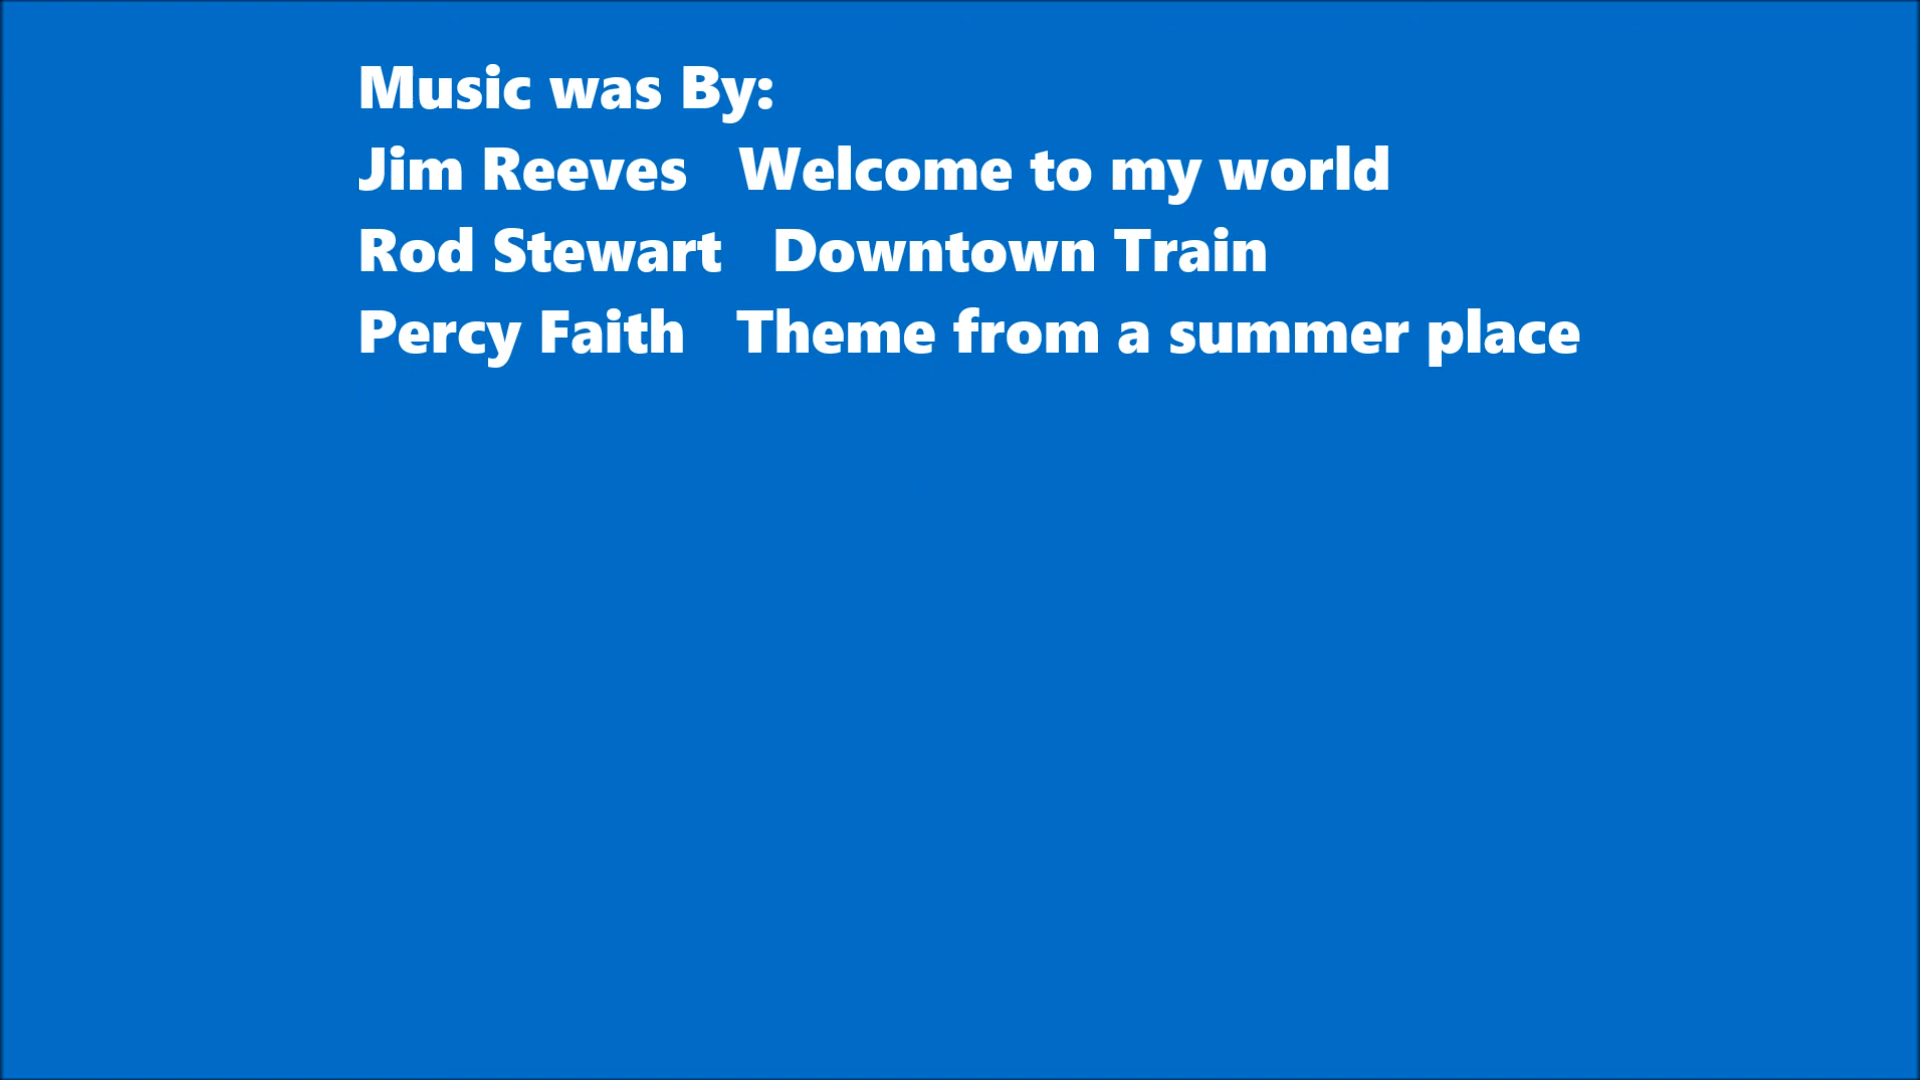 Music was By:
Jim Reeves   Welcome to my world
Rod Stewart   Downtown Train
Percy Faith   Theme from a summer place